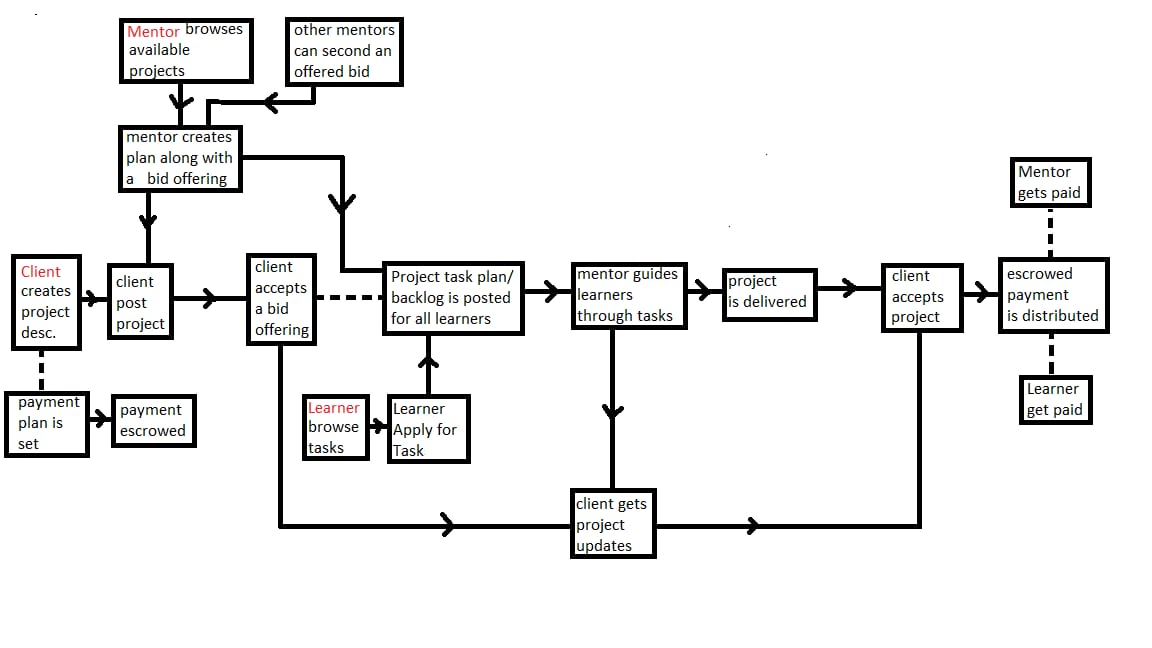 Mentor browses
available
projects
other mentors
can second an
offered bid
mentor creates
plan along with
a bid offering
Mentor
gets paid
Client
creates
project
desc.
client
post
project
client
accepts
a bid
offering
Project task plan/
backlog is posted
for all learners
mentor guides
learners
through tasks
project
is delivered
client
accepts
project
escrowed
payment
is distributed
payment
plan is
set
payment
escrowed
Learner
browse
tasks
Learner
Apply for
Task
Learner
get paid
client gets
project
updates